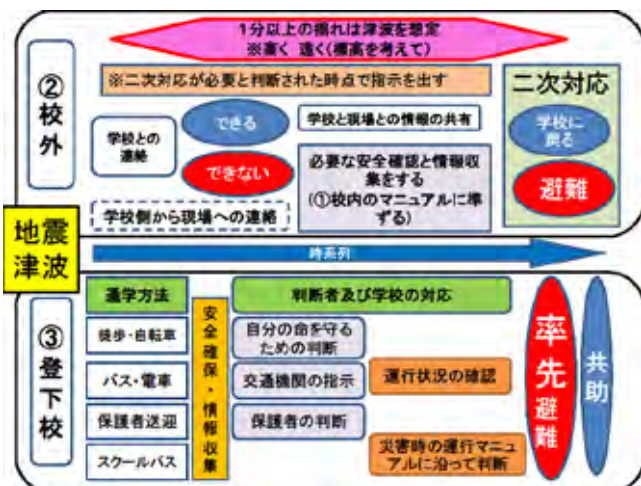 1分以上の揺れは津波を想定
※高く 遠く(標高を考えて)
②校外
※二次対応が必要と判断された時点で指示を出す
学校との
連絡
できる
できない
学校と現場との情報の共有
必要な安全確認と情報収
集をする
(①校内のマニュアルに準
ずる)
学校側から現場への連絡
二次対応
学校に
戻る
避難
地震
津波
時系列
③登下校
通学方法
徒歩・自転車
バス・電車
保護者送迎
スクールバス
安全確保・情報収集
判断者及び学校の対応
自分の命を守る
ための判断
交通機関の指示
保護者の判断
運行状況の確認
災害時の運行マニュ
アルに沿って判断
率先避難
共助